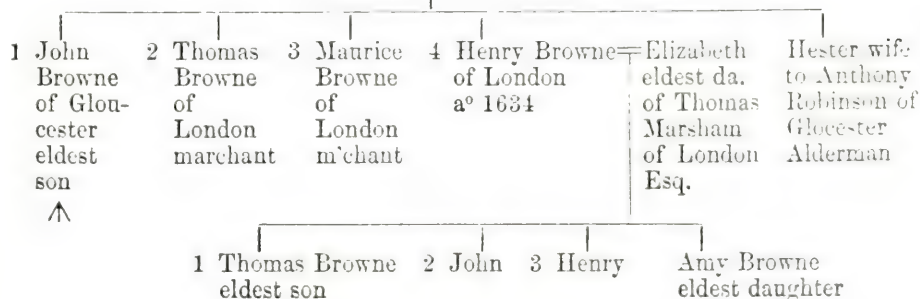 1 John
Browne
of Glou-
cester
eldest
son
2 Thomas
Browne
of
London
marchant
3 Maurice
Browne
of
London
m'chant
4 Henry Browne
of London
aº 1634
Elizabeth
eldest da.
of Thomas
Marsham
of London
Esq.
Hester wife
to Anthony
Robinson of
Glocester
Alderman
1 Thomas Browne
eldest son
2 John
3 Henry
Amy Browne
eldest daughter